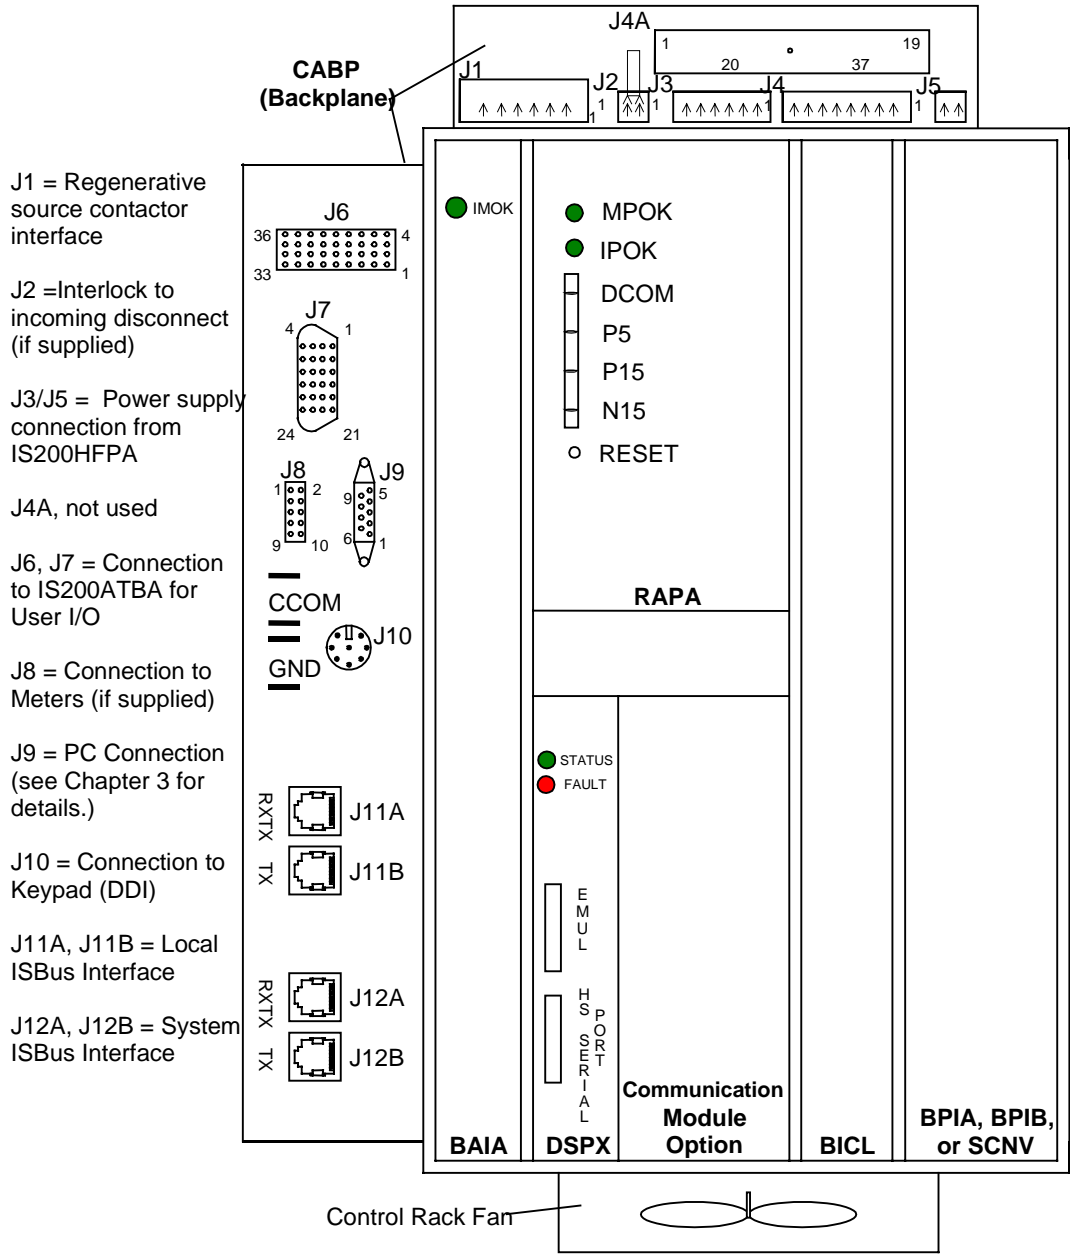 J4A
1
19
20
37
CABP
(Backplane)
J1
J2
J3
J4
J5
1
1
1
1
1
J1 = Regenerative
source contactor
interface
J2 =Interlock to
incoming disconnect
(if supplied)
J3/J5 = Power supply
connection from
IS200HFPA
J4A, not used
J6, J7 = Connection
to IS200ATBA for
User I/O
J8 = Connection to
Meters (if supplied)
J9 = PC Connection
(see Chapter 3 for
details.)
J10 = Connection to
Keypad (DDI)
J11A, J11B = Local
ISBus Interface
J12A, J12B = System
ISBus Interface
J6
36
4
33
1
J7
4
1
24
21
J8
1
2
9
10
J9
9
5
6
1
CCOM
J10
GND
RXTX
J11A
TX
J11B
RXTX
J12A
TX
J12B
IMOK
MPOK
IPOK
DCOM
P5
P15
N15
RESET
RAPA
STATUS
FAULT
EMUL
HS SERIAL
PORT
BAIA
DSPX
Communication
Module
Option
BICL
BPIA, BPIB,
or SCNV
Control Rack Fan